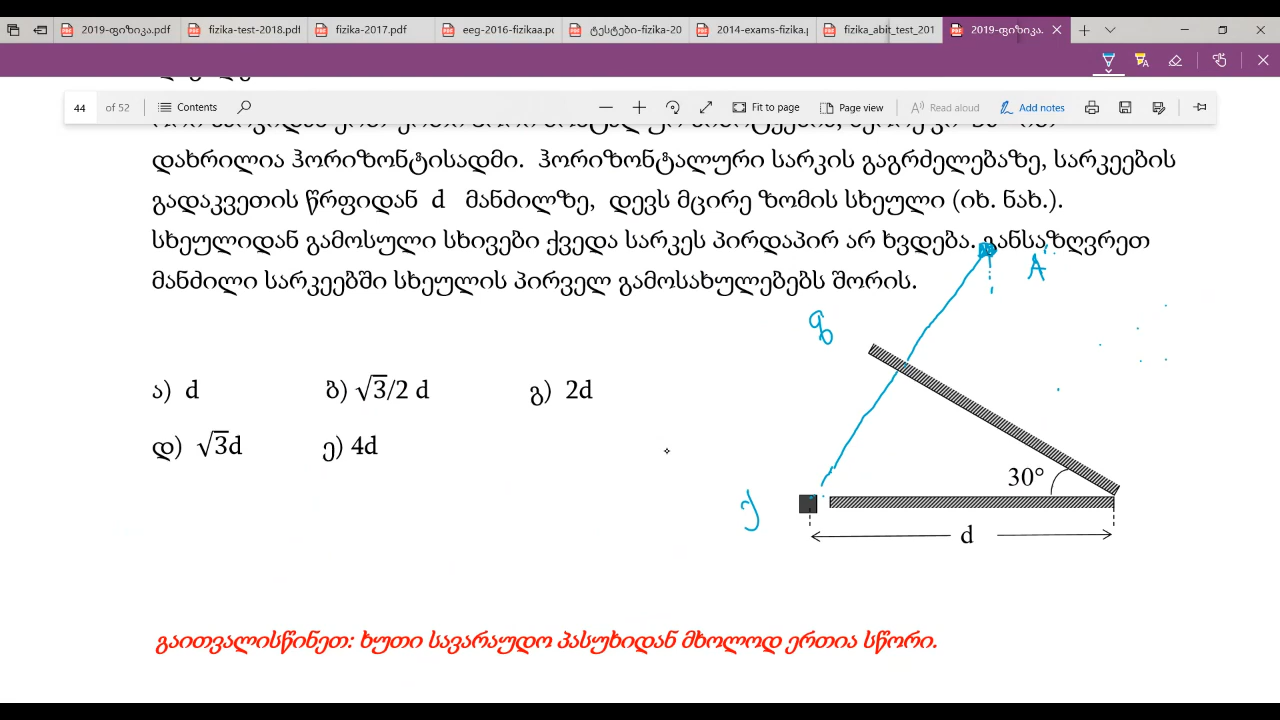 2019-ფიზიკა.pdf fizika-test-2018.pdf fizika-2017.pdf eeg-2016-fizikaa.pd ტესტები-ფიზიკა-20 2014-exams-fizika.p fizika_abit_test_201 2019-ფიზიკა.
44 of 52 Contents Fit to page Page view Read aloud Add notes
დახრილია ჰორიზონტისადმი. ჰორიზონტალური სარკის გაგრძელებაზე, სარკეების
გადაკვეთის წრფიდან d მანძილზე, დევს მცირე ზომის სხეული (იხ. ნახ.).
სხეულიდან გამოსული სხივები ქვედა სარკეს პირდაპირ არ ხვდება. განსაზღვრეთ
მანძილი სარკეებში სხეულის პირველ გამოსახულებებს შორის.
A'
ა) d ბ) √3/2 d გ) 2d
დ) √3d ე) 4d
30°
d
გაითვალისწინეთ: ხუთი სავარაუდო პასუხიდან მხოლოდ ერთია სწორი.